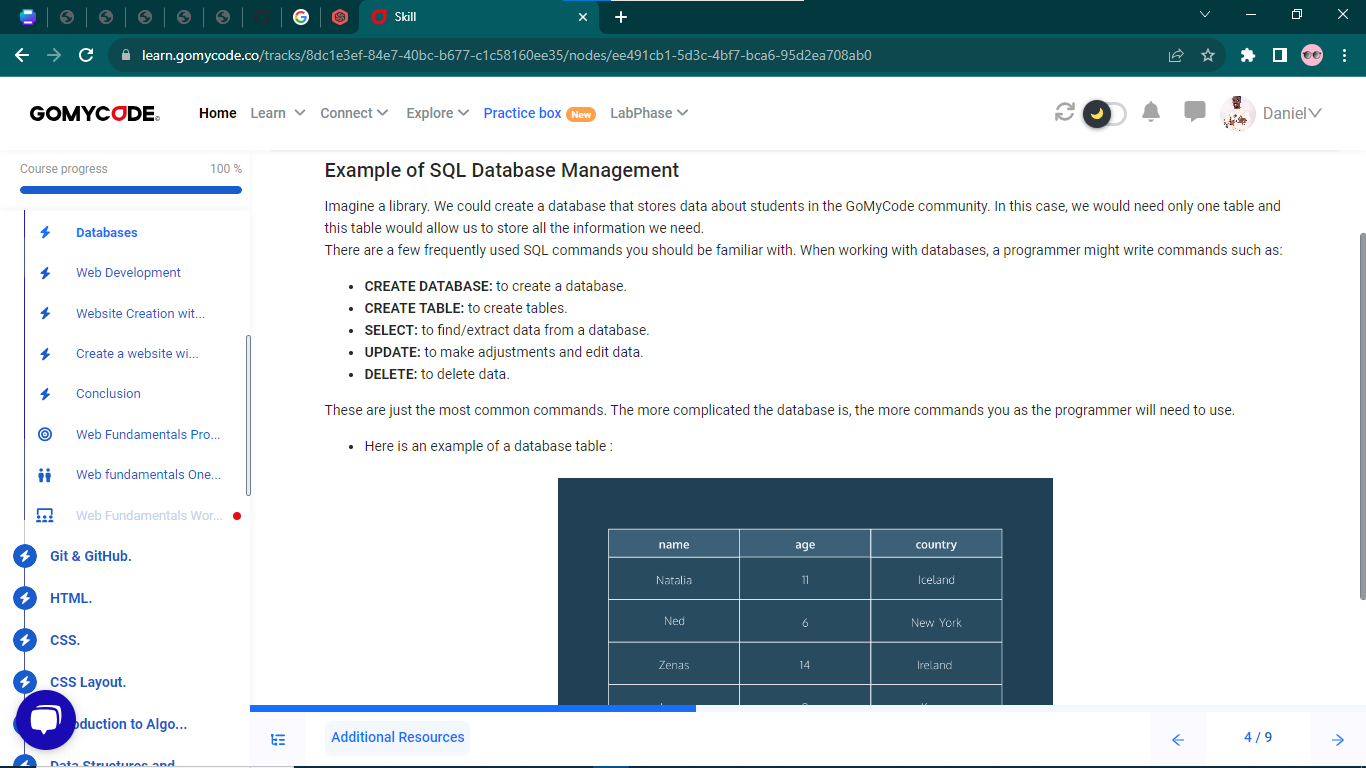 Skill
learn.gomycode.co/tracks/8dc1e3ef-84e7-40bc-b677-c1c58160ee35/nodes/ee491cb1-5d3c-4bf7-bca6-95d2ea708ab0
GOMYCODE
Home Learn Connect Explore Practice box New LabPhase Daniel
Course progress 100 %
Databases
Web Development
Website Creation wit...
Create a website wi...
Conclusion
Web Fundamentals Pro...
Web fundamentals One...
Web Fundamentals Wor...
Git & GitHub.
HTML.
CSS.
CSS Layout.
oduction to Algo...
Data Structures and
Example of SQL Database Management
Imagine a library. We could create a database that stores data about students in the GoMyCode community. In this case, we would need only one table and
this table would allow us to store all the information we need.
There are a few frequently used SQL commands you should be familiar with. When working with databases, a programmer might write commands such as:
• CREATE DATABASE: to create a database.
• CREATE TABLE: to create tables.
• SELECT: to find/extract data from a database.
• UPDATE: to make adjustments and edit data.
• DELETE: to delete data.
These are just the most common commands. The more complicated the database is, the more commands you as the programmer will need to use.
• Here is an example of a database table :
name age country
Natalia 11 Iceland
Ned 6 New York
Zenas 14 Ireland
Additional Resources
4 / 9